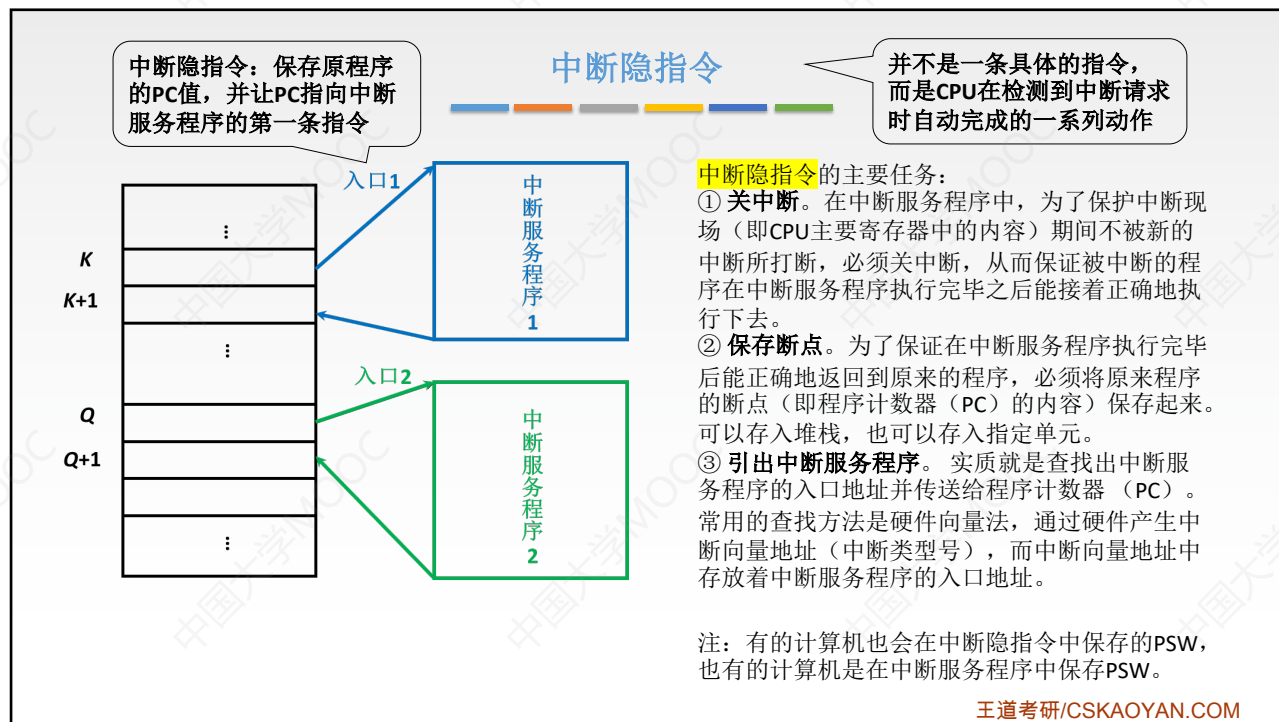 中断隐指令：保存原程序
的PC值，并让PC指向中断
服务程序的第一条指令
中断隐指令
并不是一条具体的指令，
而是CPU在检测到中断请求
时自动完成的一系列动作
入口1
⋮
K
K+1
⋮
中断服务程序1
入口2
Q
Q+1
⋮
中断服务程序2
中断隐指令的主要任务：
① 关中断。在中断服务程序中，为了保护中断现
场（即CPU主要寄存器中的内容）期间不被新的
中断所打断，必须关中断，从而保证被中断的程
序在中断服务程序执行完毕之后能接着正确地执
行下去。
② 保存断点。为了保证在中断服务程序执行完毕
后能正确地返回到原来的程序，必须将原来程序
的断点（即程序计数器（PC）的内容）保存起来。
可以存入堆栈，也可以存入指定单元。
③ 引出中断服务程序。 实质就是查找出中断服
务程序的入口地址并传送给程序计数器 （PC）。
常用的查找方法是硬件向量法，通过硬件产生中
断向量地址（中断类型号），而中断向量地址中
存放着中断服务程序的入口地址。
注：有的计算机也会在中断隐指令中保存的PSW，
也有的计算机是在中断服务程序中保存PSW。
王道考研/CSKAOYAN.COM
中国大学MOOC